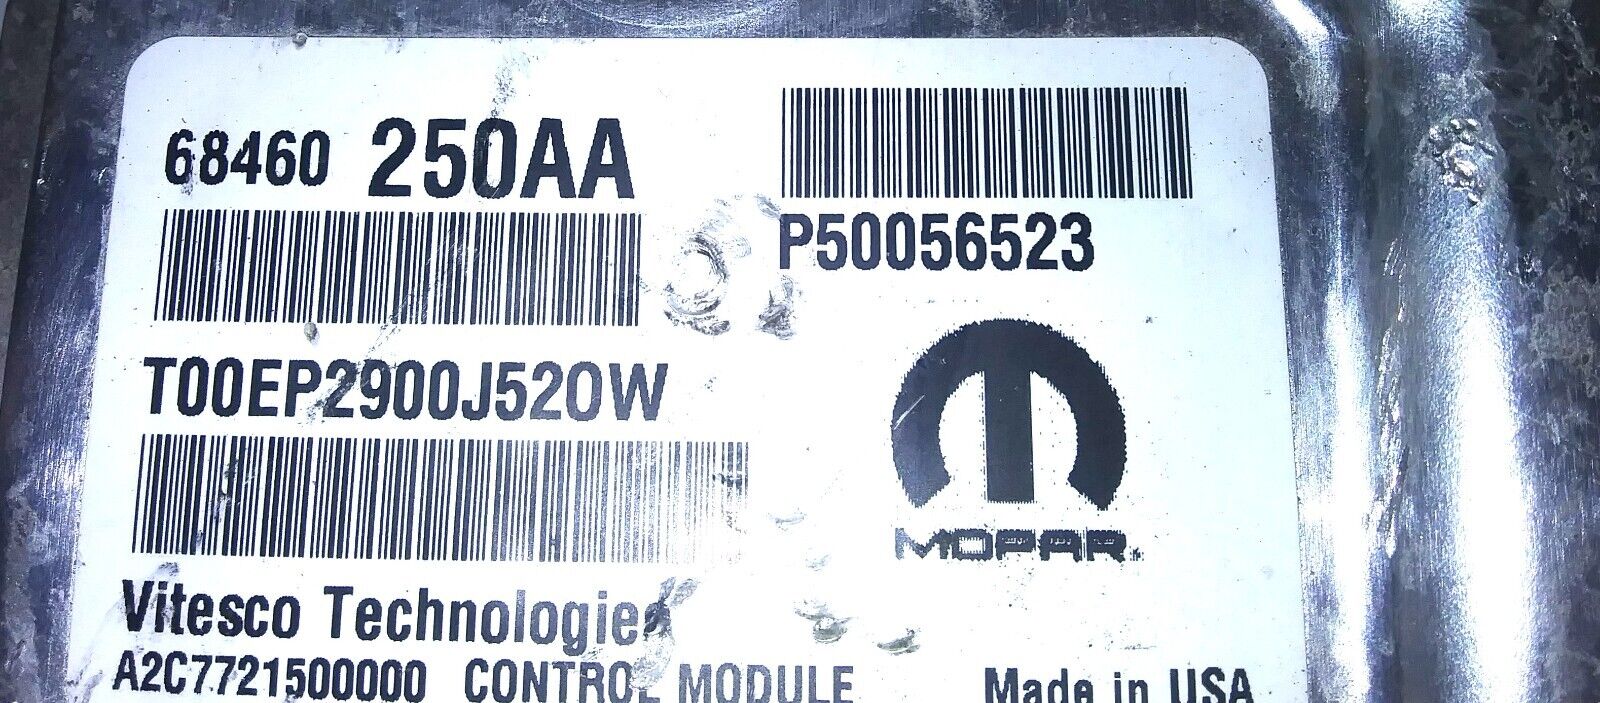 68460 250AA
P50056523
T00EP2900J520W
MOPAR
Vitesco Technologies
A2C7721500000 CONTROL MODULE
Made in USA